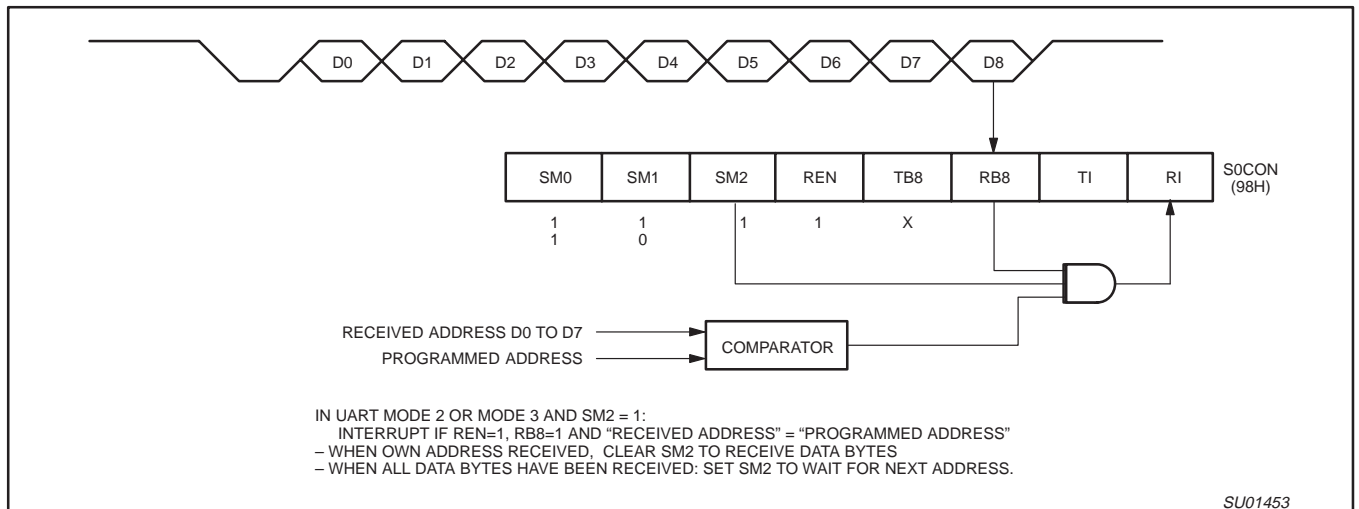 D0 D1 D2 D3 D4 D5 D6 D7 D8
SM0 SM1 SM2 REN TB8 RB8 TI RI
S0CON
(98H)
1 1 1 1 X
1 0
RECEIVED ADDRESS D0 TO D7
PROGRAMMED ADDRESS
COMPARATOR
IN UART MODE 2 OR MODE 3 AND SM2 = 1:
INTERRUPT IF REN=1, RB8=1 AND “RECEIVED ADDRESS” = “PROGRAMMED ADDRESS”
– WHEN OWN ADDRESS RECEIVED, CLEAR SM2 TO RECEIVE DATA BYTES
– WHEN ALL DATA BYTES HAVE BEEN RECEIVED: SET SM2 TO WAIT FOR NEXT ADDRESS.
SU01453